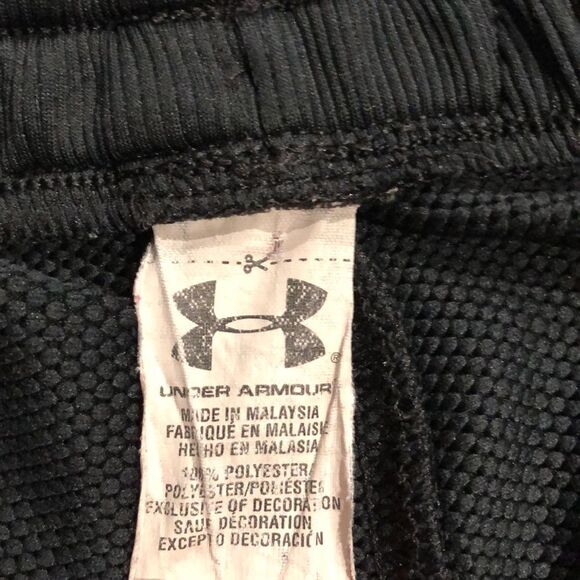 UNDER ARMOUR
MADE IN MALAYSIA
FABRIQUÉ EN MALAISIE
HECHO EN MALASIA
100% POLYESTER/
POLYESTER/POLIÉSTER
EXCLUSIVE OF DECORATION
SAUF DÉCORATION
EXCEPTO DECORACIÓN